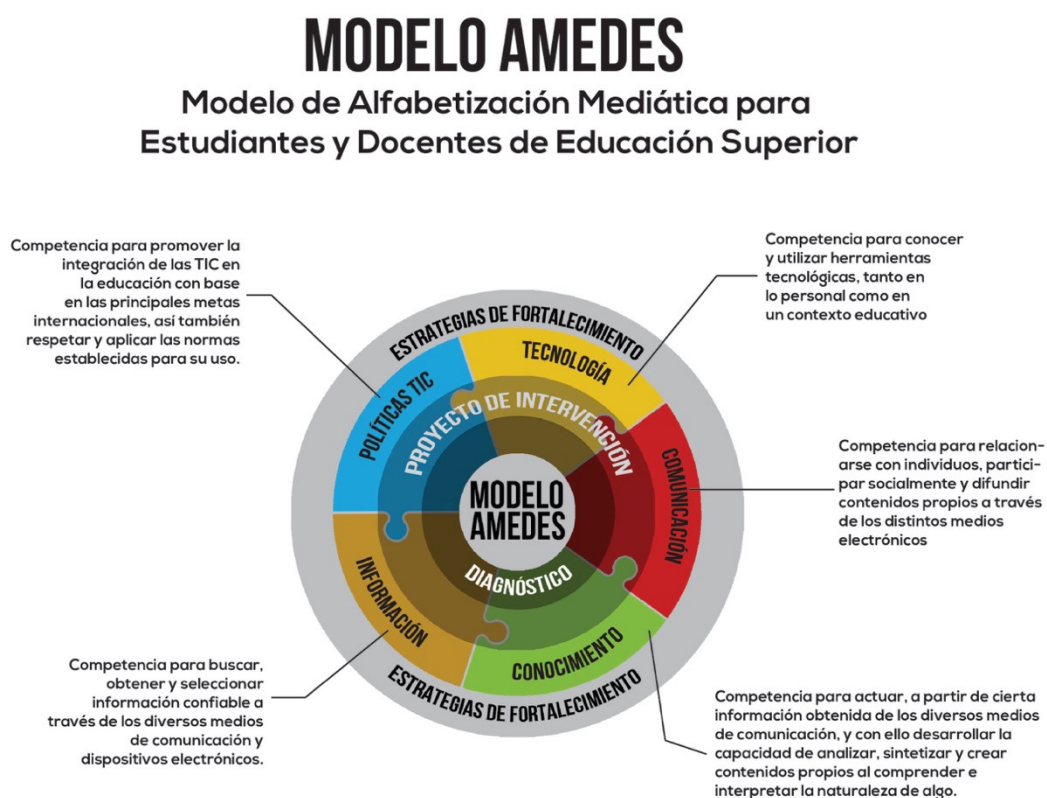 MODELO AMEDES
Modelo de Alfabetización Mediática para
Estudiantes y Docentes de Educación Superior
Competencia para promover la
integración de las TIC en
la educación con base
en las principales metas
internacionales, así también
respetar y aplicar las normas
establecidas para su uso.
Competencia para conocer
y utilizar herramientas
tecnológicas, tanto en
lo personal como en
un contexto educativo
ESTRATEGIAS DE FORTALECIMIENTO
TECNOLOGÍA
POLÍTICAS TIC
PROYECTO DE INTERVENCIÓN
COMUNICACIÓN
MODELO
AMEDES
DIAGNÓSTICO
INFORMACIÓN
CONOCIMIENTO
ESTRATEGIAS DE FORTALECIMIENTO
Competencia para relacion-
arse con individuos, partici-
par socialmente y difundir
contenidos propios a través
de los distintos medios
electrónicos
Competencia para buscar,
obtener y seleccionar
información confiable a
través de los diversos medios
de comunicación y
dispositivos electrónicos.
Competencia para actuar, a partir de cierta
información obtenida de los diversos medios
de comunicación, y con ello desarrollar la
capacidad de analizar, sintetizar y crear
contenidos propios al comprender e
interpretar la naturaleza de algo.